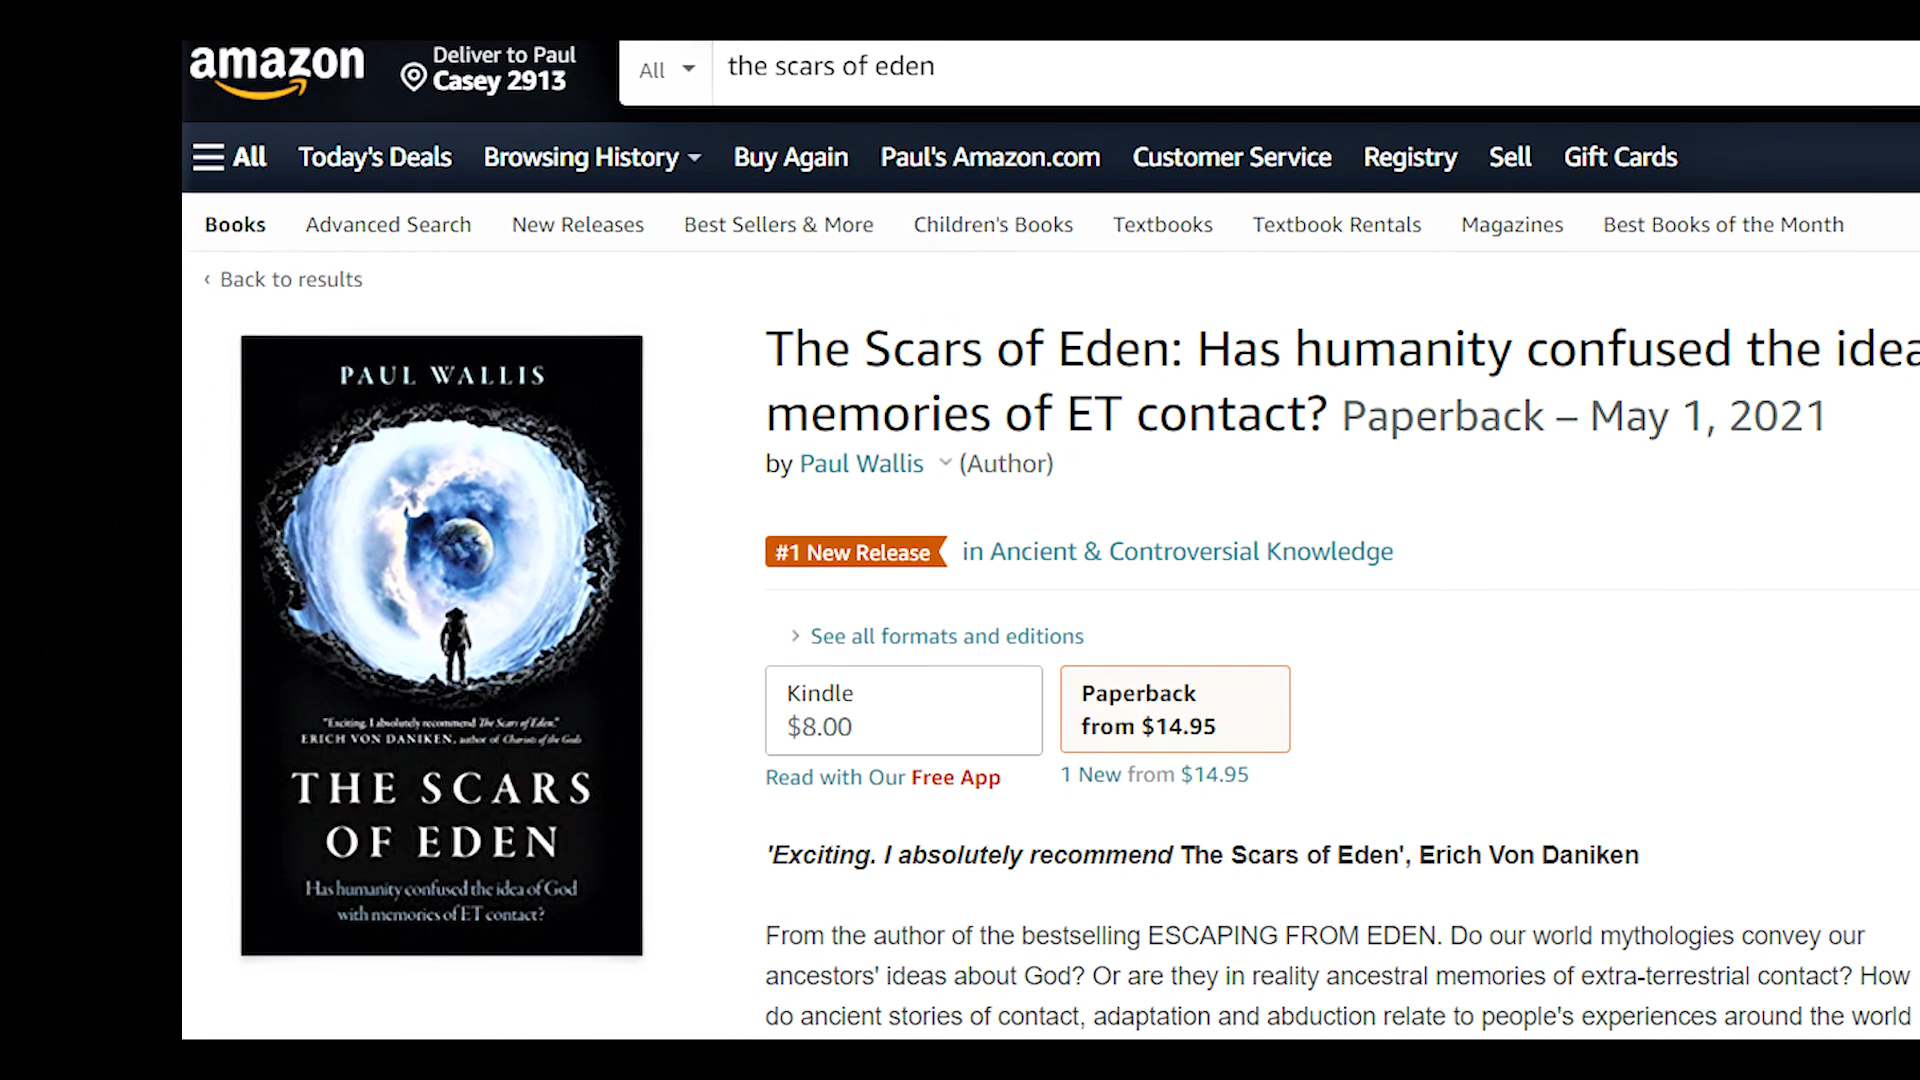 amazon
Deliver to Paul
Casey 2913
All
the scars of eden
All Today's Deals Browsing History Buy Again Paul's Amazon.com Customer Service Registry Sell Gift Cards
Books Advanced Search New Releases Best Sellers & More Children's Books Textbooks Textbook Rentals Magazines Best Books of the Month
‹ Back to results
PAUL WALLIS
"Exciting. I absolutely recommend The Scars of Eden."
ERICH VON DANIKEN, author of Chariots of the Gods
THE SCARS
OF EDEN
Has humanity confused the idea of God
with memories of ET contact?
The Scars of Eden: Has humanity confused the idea
memories of ET contact? Paperback – May 1, 2021
by Paul Wallis (Author)
#1 New Release in Ancient & Controversial Knowledge
See all formats and editions
Kindle
$8.00
Read with Our Free App
Paperback
from $14.95
1 New from $14.95
'Exciting. I absolutely recommend The Scars of Eden', Erich Von Daniken
From the author of the bestselling ESCAPING FROM EDEN. Do our world mythologies convey our
ancestors' ideas about God? Or are they in reality ancestral memories of extra-terrestrial contact? How
do ancient stories of contact, adaptation and abduction relate to people's experiences around the world